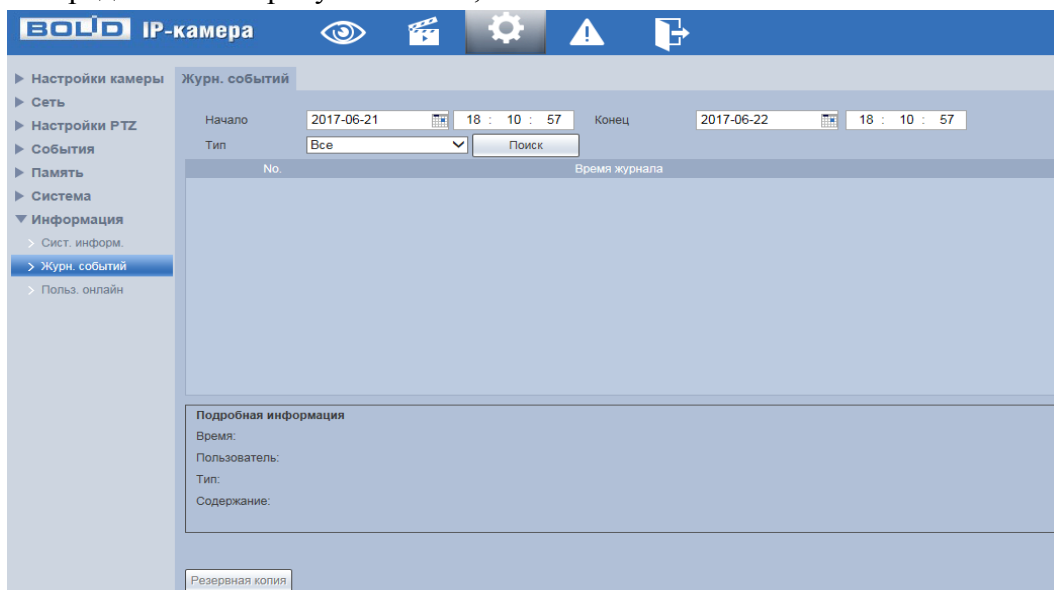 BOLID IP-камера
Настройки камеры
Сеть
Настройки PTZ
События
Память
Система
Информация
Сист. информ.
Журн. событий
Польз. онлайн
Журн. событий
Начало 2017-06-21 18 : 10 : 57 Конец 2017-06-22 18 : 10 : 57
Тип Все Поиск
No. Время журнала
Подробная информация
Время:
Пользователь:
Тип:
Содержание:
Резервная копия